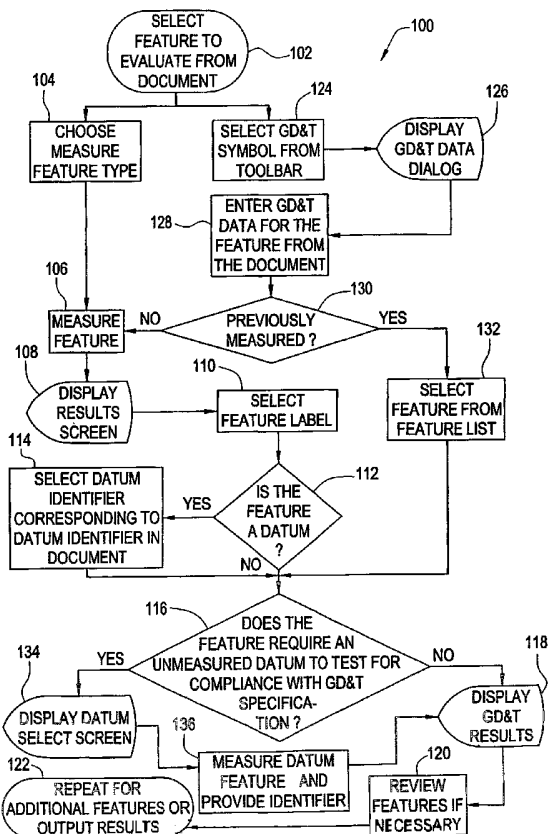 SELECT
FEATURE TO
EVALUATE FROM
DOCUMENT
102
100
104
CHOOSE
MEASURE
FEATURE TYPE
124
SELECT GD&T
SYMBOL FROM
TOOLBAR
126
DISPLAY
GD&T DATA
DIALOG
128
ENTER GD&T
DATA FOR THE
FEATURE FROM
THE DOCUMENT
106
MEASURE
FEATURE
NO
130
PREVIOUSLY
MEASURED ?
YES
132
SELECT
FEATURE FROM
FEATURE LIST
108
DISPLAY
RESULTS
SCREEN
110
SELECT
FEATURE LABEL
114
SELECT DATUM
IDENTIFIER
CORRESPONDING TO
DATUM IDENTIFIER IN
DOCUMENT
YES
112
IS THE
FEATURE
A DATUM
?
NO
116
DOES THE
FEATURE REQUIRE AN
UNMEASURED DATUM TO TEST FOR
COMPLIANCE WITH GD&T
SPECIFICA-
TION ?
YES
NO
134
DISPLAY DATUM
SELECT SCREEN
118
DISPLAY
GD&T
RESULTS
136
MEASURE DATUM
FEATURE AND
PROVIDE IDENTIFIER
122
REPEAT FOR
ADDITIONAL FEATURES OR
OUTPUT RESULTS
120
REVIEW
FEATURES IF
NECESSARY